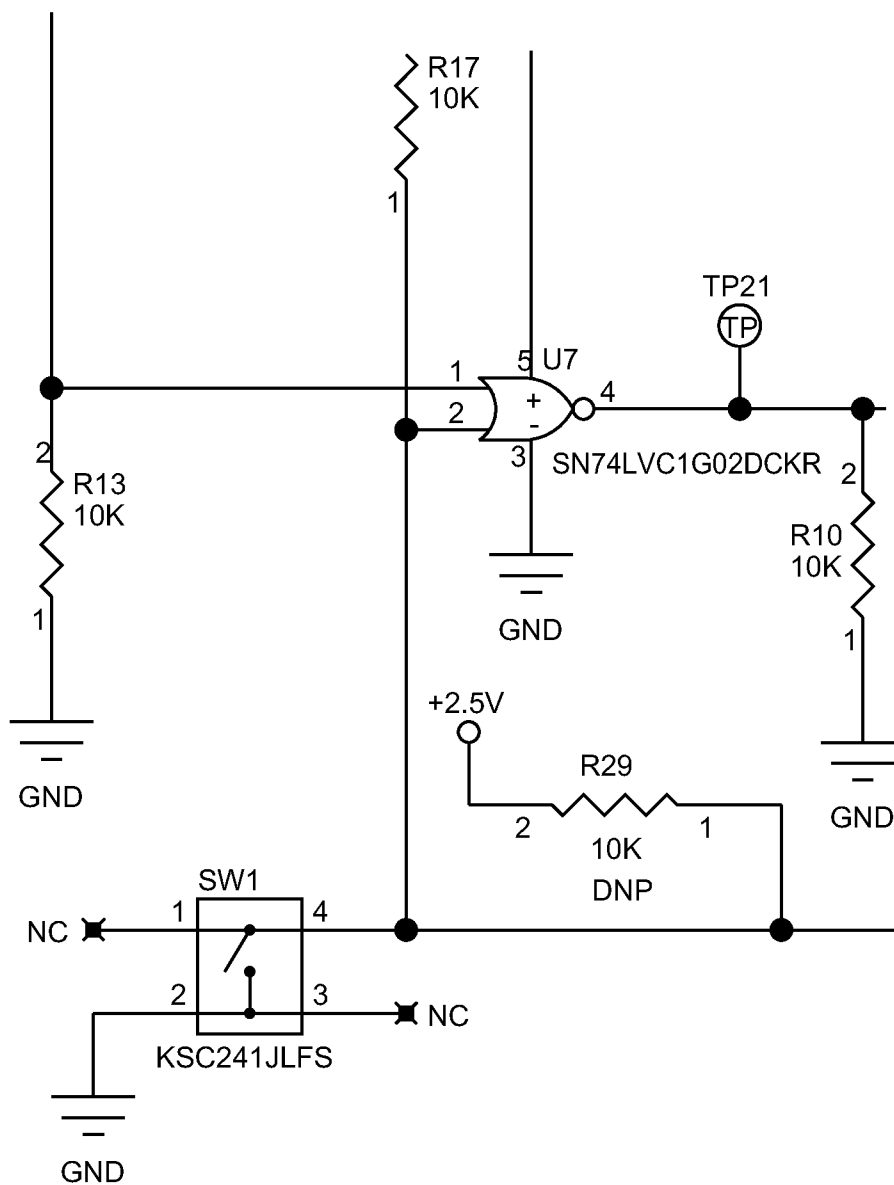 R17
10K
1
TP21
TP
5
U7
1
+
4
2
-
3
SN74LVC1G02DCKR
2
R13
10K
1
GND
2
R10
10K
1
GND
GND
+2.5V
R29
2
1
10K
DNP
SW1
1
4
NC
2
3
NC
KSC241JLFS
GND